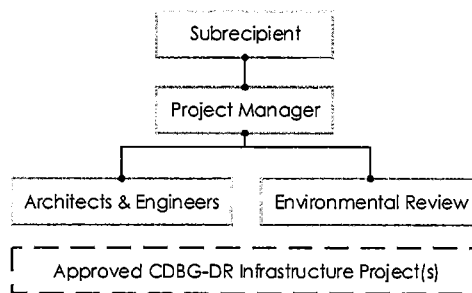 Subrecipient
Project Manager
Architects & Engineers
Environmental Review
Approved CDBG-DR Infrastructure Project(s)